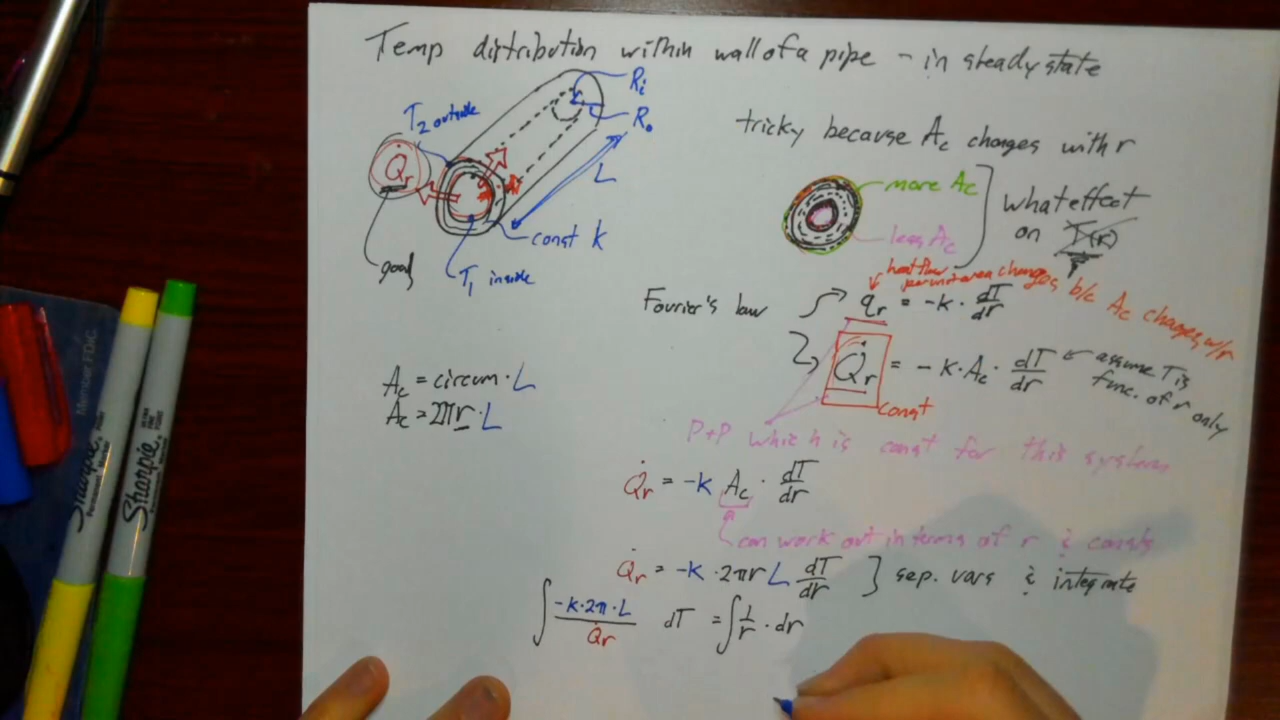 Temp distribution within wall of a pipe - in steady state
Ri
Ro
T2 outside
Q̇r
L
const k
goal
T1 inside
tricky because Ac changes with r
more Ac
less Ac
what effect
on T(r)
heat flow
per unit area changes b/c Ac changes w/r
Fourier's law
qr = -k · dT/dr
Q̇r = -k · Ac · dT/dr
assume T is
func. of r only
const
Ac = circum · L
Ac = 2πr · L
P+P which is const for this system
Q̇r = -k Ac · dT/dr
can work out in terms of r & consts
Q̇r = -k · 2πr L dT/dr } sep. vars & integrate
∫ -k·2π·L/Q̇r dT = ∫ 1/r · dr
Member FDIC
Sharpie
Sharpie